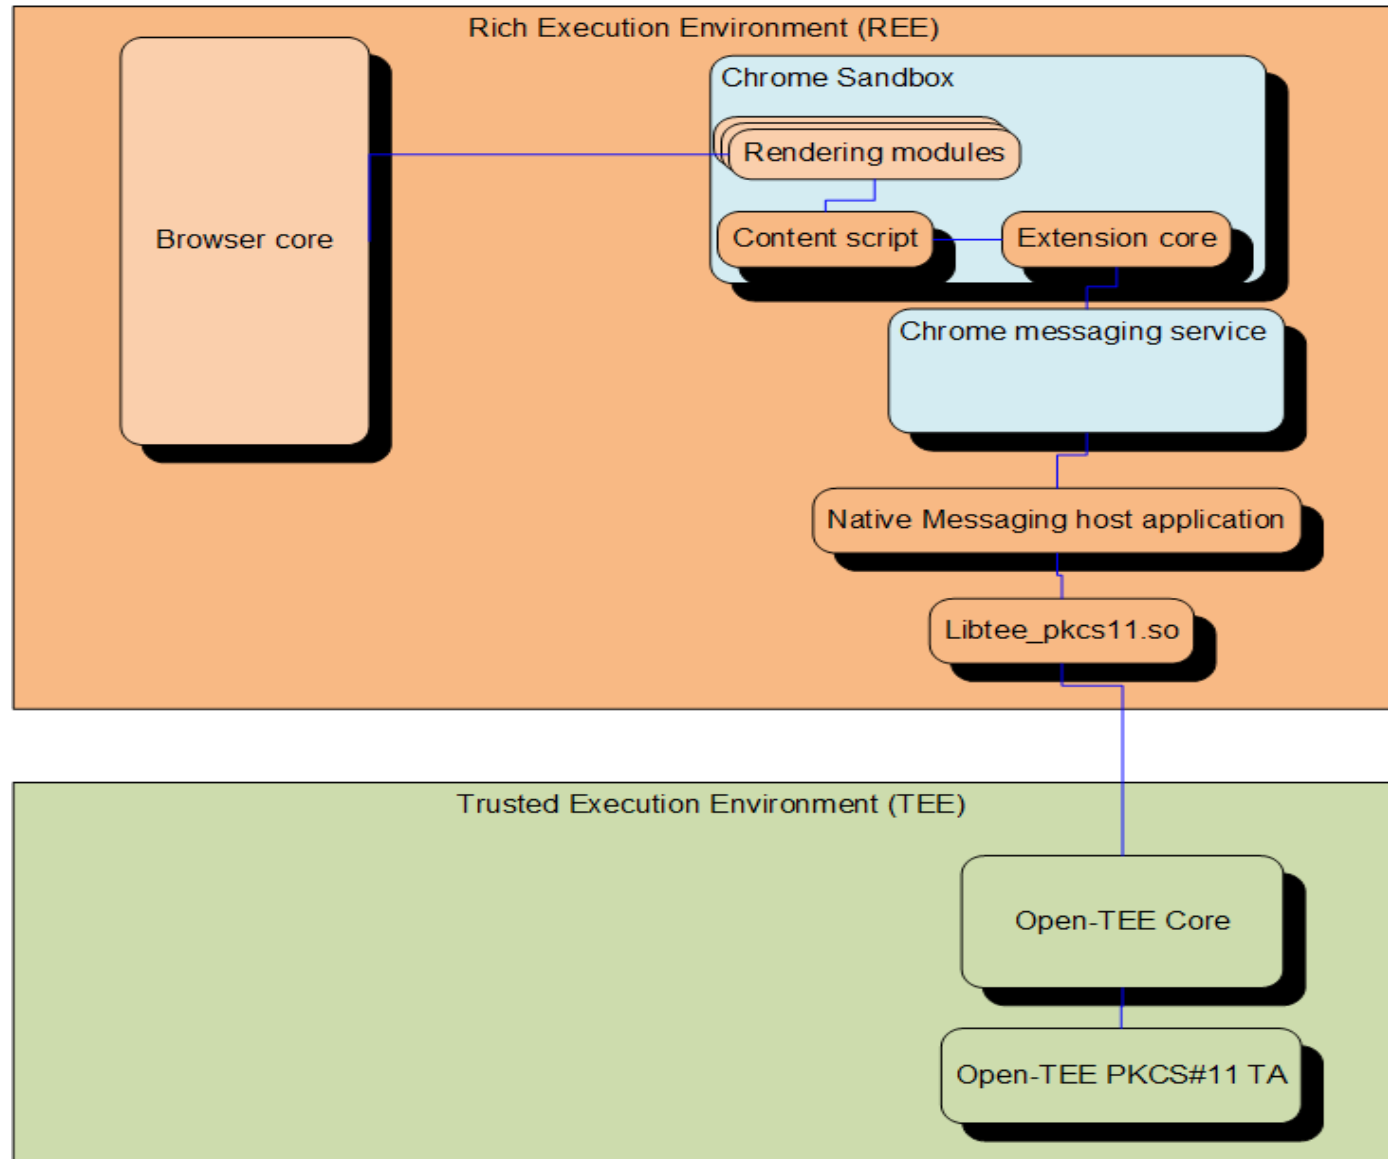 Rich Execution Environment (REE)
Chrome Sandbox
Rendering modules
Browser core
Content script
Extension core
Chrome messaging service
Native Messaging host application
Libtee_pkcs11.so
Trusted Execution Environment (TEE)
Open-TEE Core
Open-TEE PKCS#11 TA